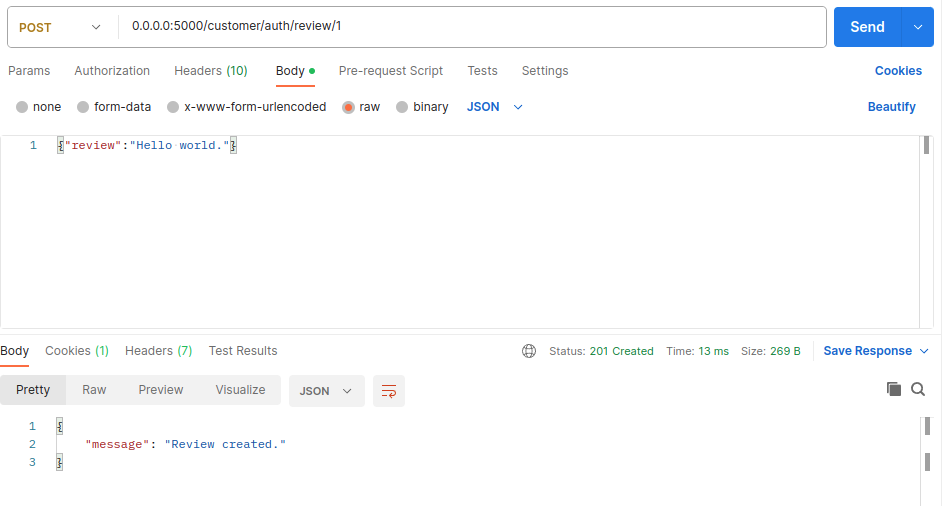 POST 0.0.0.0:5000/customer/auth/review/1 Send
Params Authorization Headers (10) Body Pre-request Script Tests Settings Cookies
none form-data x-www-form-urlencoded raw binary JSON Beautify
1 {"review":"Hello world."}
Body Cookies (1) Headers (7) Test Results Status: 201 Created Time: 13 ms Size: 269 B Save Response
Pretty Raw Preview Visualize JSON
1 {
2 "message": "Review created."
3 }